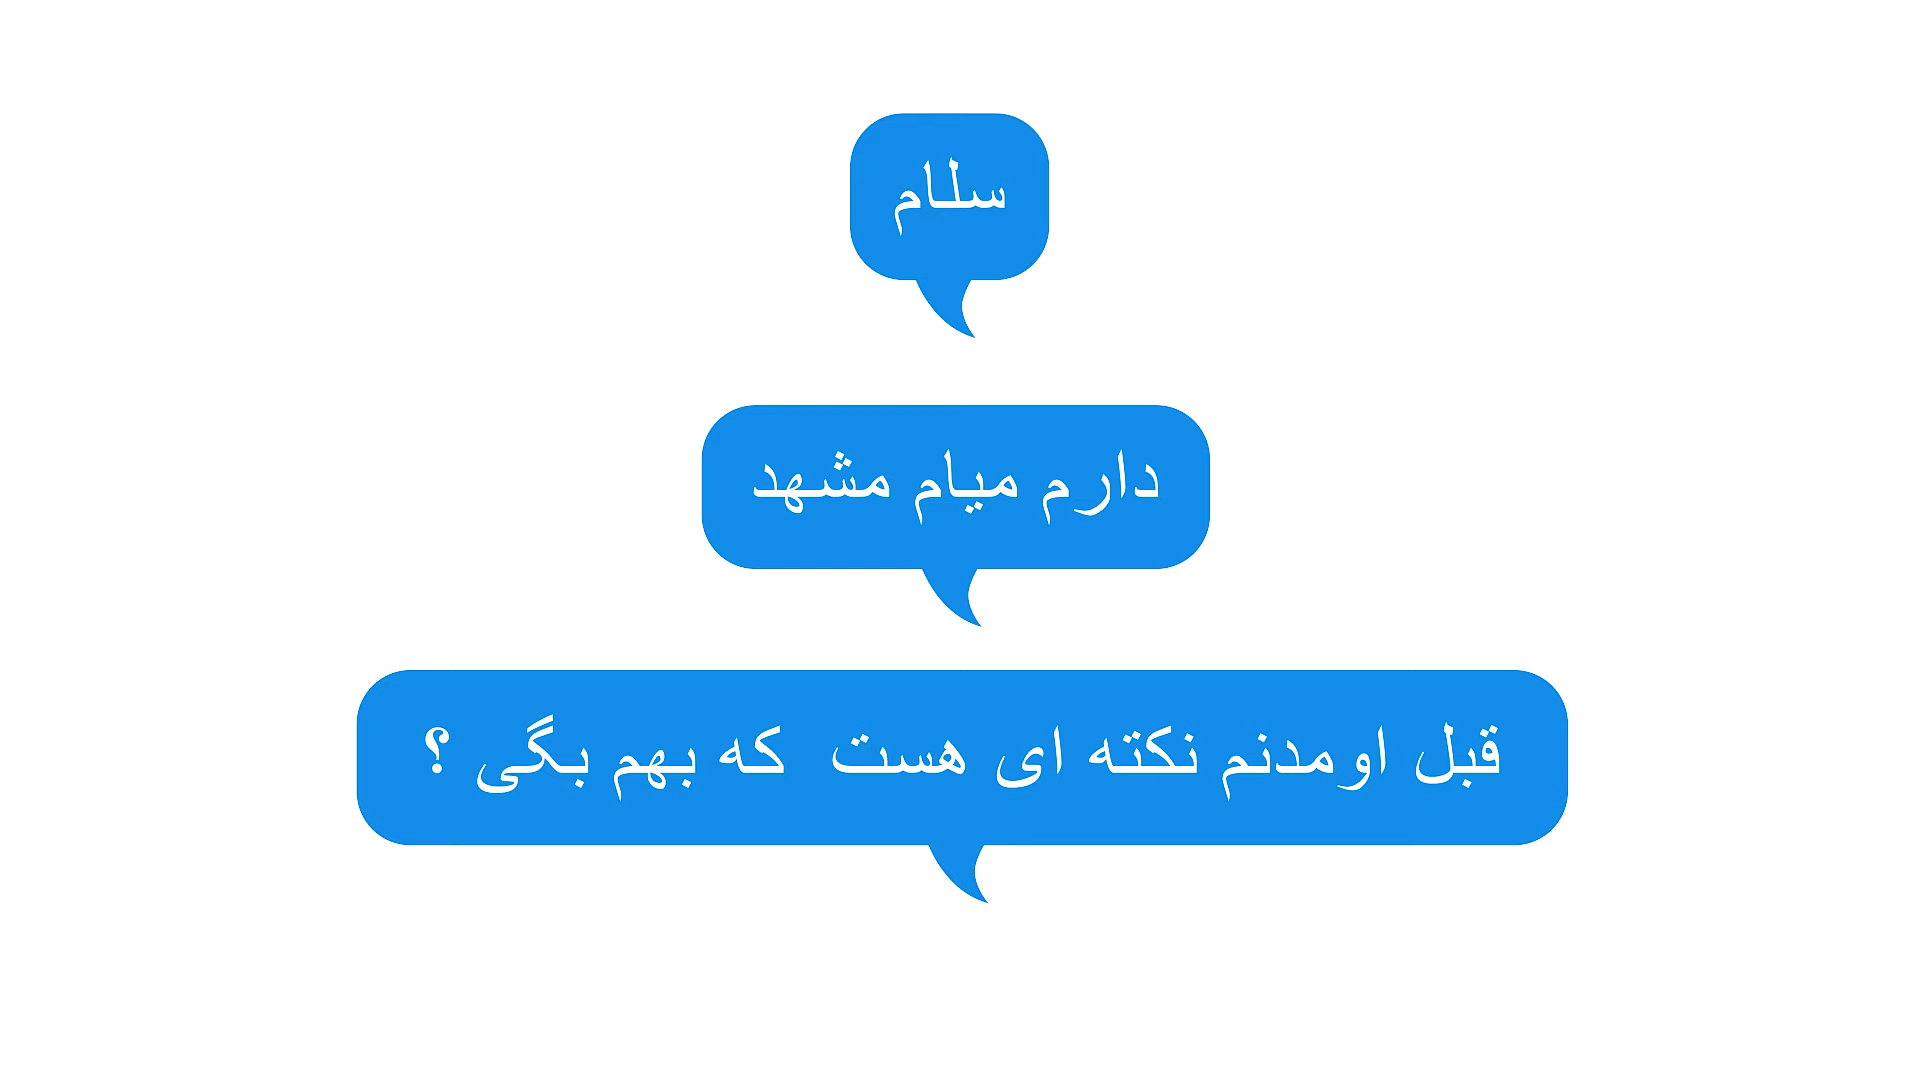 سلام
دارم میام مشهد
قبل اومدنم نکته ای هست  که بهم بگی ؟